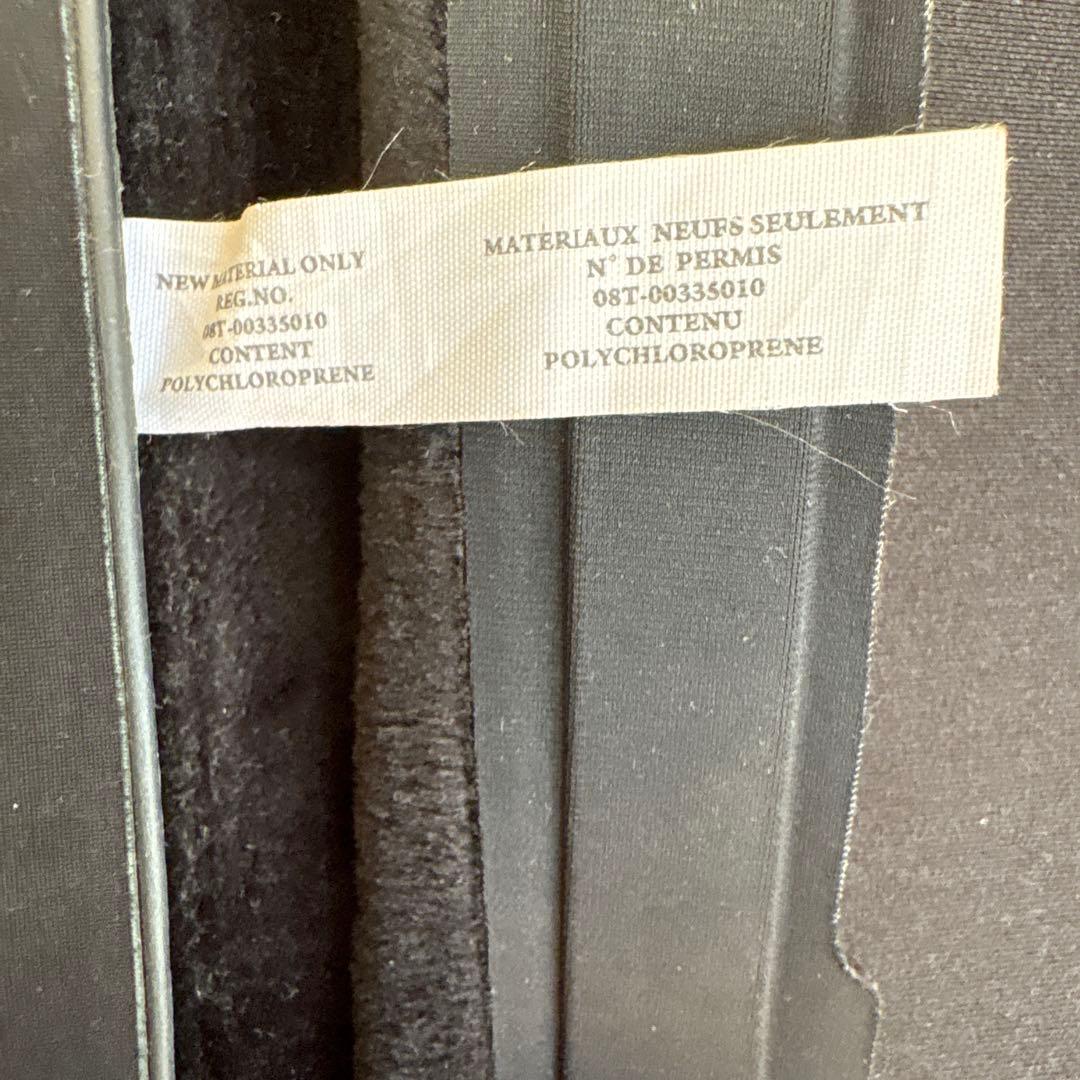 NEW MATERIAL ONLY
REG.NO.
08T-00335010
CONTENT
POLYCHLOROPRENE
MATERIAUX NEUFS SEULEMENT
N° DE PERMIS
08T-00335010
CONTENU
POLYCHLOROPRENE